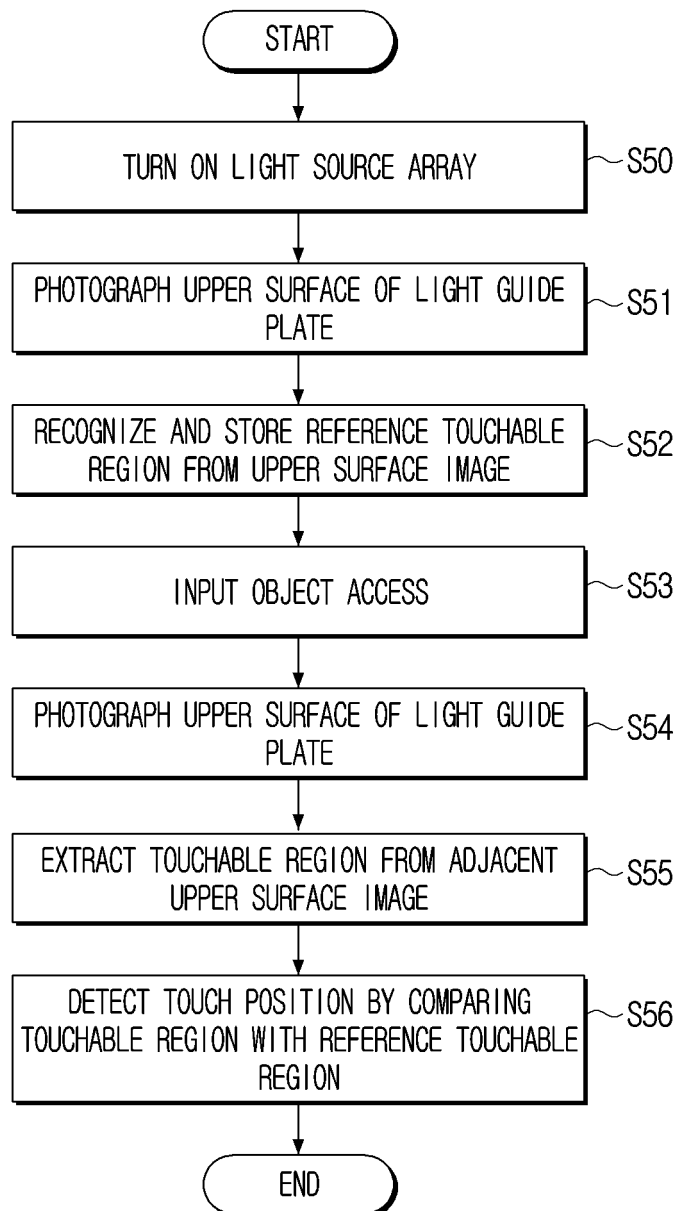 START
TURN ON LIGHT SOURCE ARRAY
S50
PHOTOGRAPH UPPER SURFACE OF LIGHT GUIDE
PLATE
S51
RECOGNIZE AND STORE REFERENCE TOUCHABLE
REGION FROM UPPER SURFACE IMAGE
S52
INPUT OBJECT ACCESS
S53
PHOTOGRAPH UPPER SURFACE OF LIGHT GUIDE
PLATE
S54
EXTRACT TOUCHABLE REGION FROM ADJACENT
UPPER SURFACE IMAGE
S55
DETECT TOUCH POSITION BY COMPARING
TOUCHABLE REGION WITH REFERENCE TOUCHABLE
REGION
S56
END